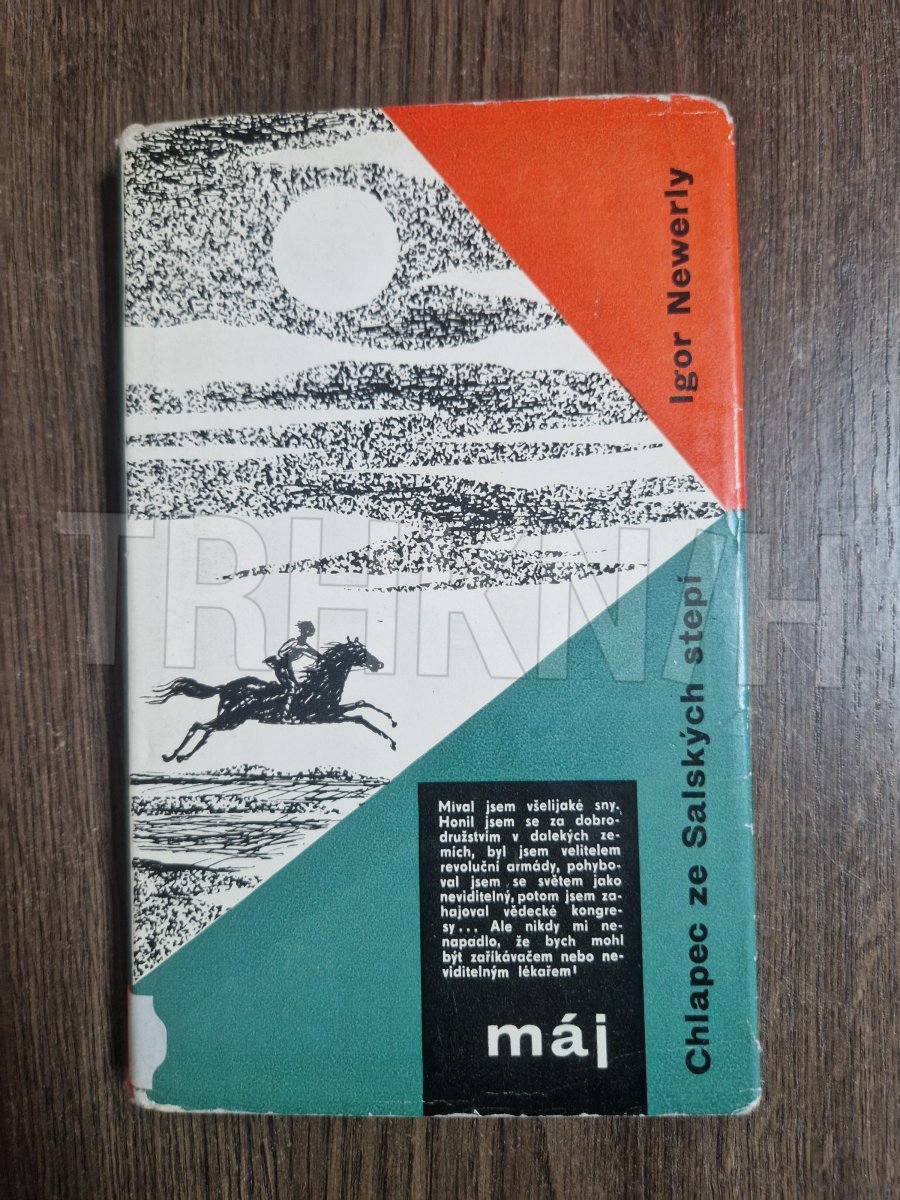 Igor Newerly
Chlapec ze Salských stepí
Míval jsem všelijaké sny.
Honil jsem se za dobro-
družstvím v dalekých ze-
mích, byl jsem velitelem
revoluční armády, pohybo-
val jsem se světem jako
neviditelný, potom jsem za-
hajoval vědecké kongre-
sy... Ale nikdy mi ne-
napadlo, že bych mohl
být zaříkávačem nebo ne-
viditelným lékařem!
máj
TRHKNIH